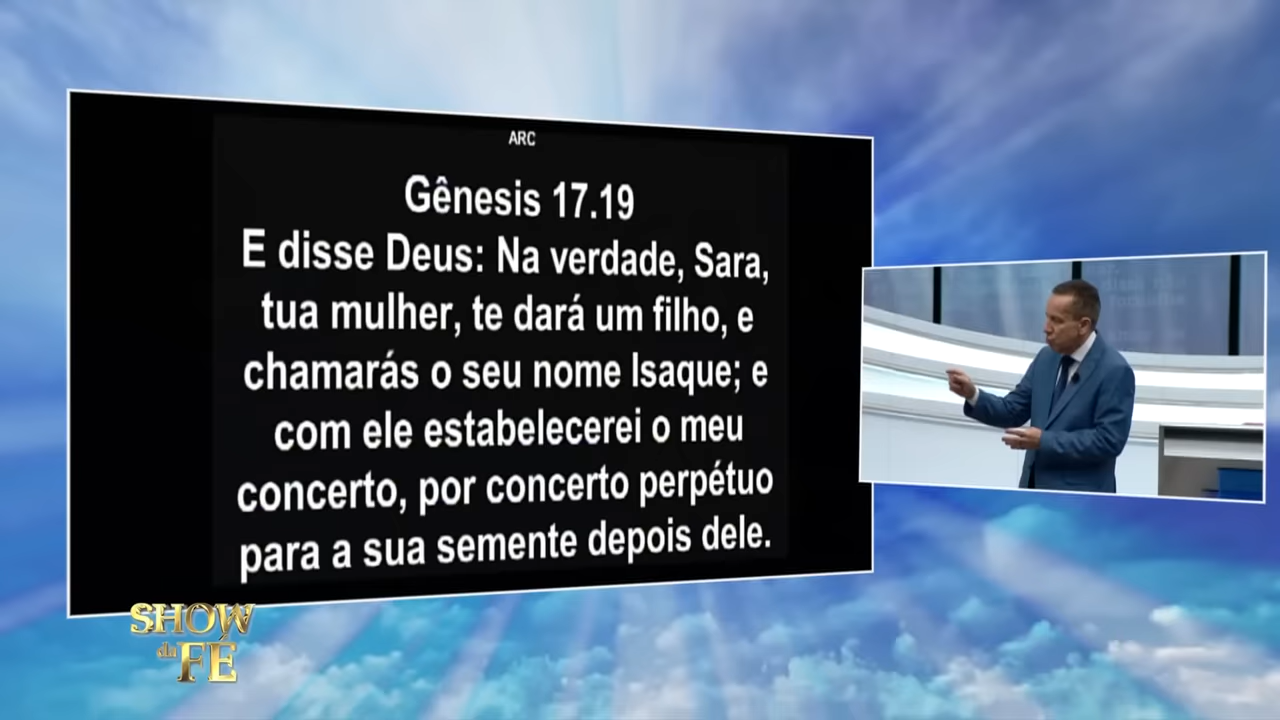 ARC
Gênesis 17.19
E disse Deus: Na verdade, Sara,
tua mulher, te dará um filho, e
chamarás o seu nome Isaque; e
com ele estabelecerei o meu
concerto, por concerto perpétuo
para a sua semente depois dele.
SHOW
da FÉ